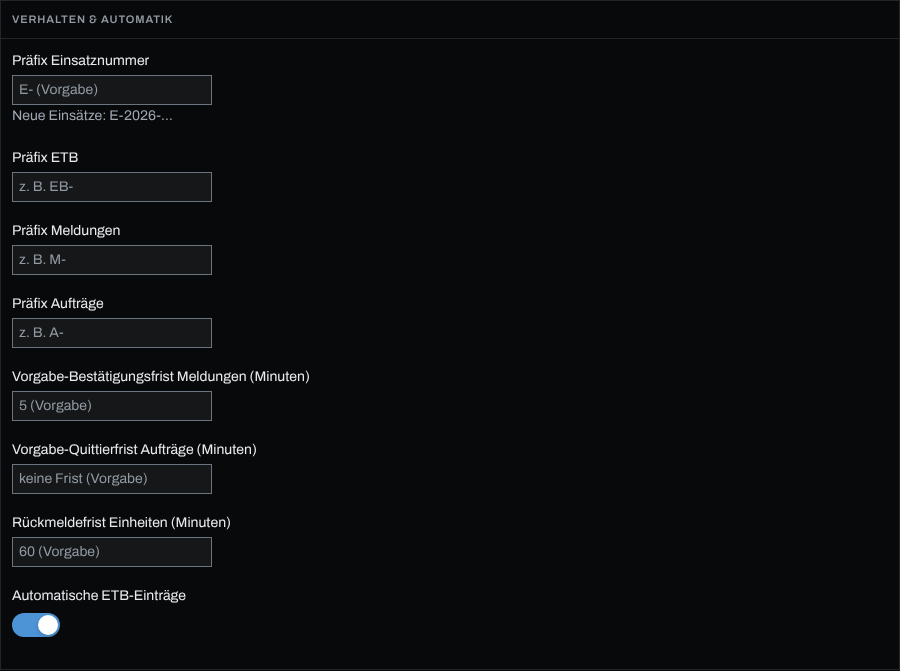 VERHALTEN & AUTOMATIK
Präfix Einsatznummer
E- (Vorgabe)
Neue Einsätze: E-2026-...
Präfix ETB
z. B. EB-
Präfix Meldungen
z. B. M-
Präfix Aufträge
z. B. A-
Vorgabe-Bestätigungsfrist Meldungen (Minuten)
5 (Vorgabe)
Vorgabe-Quittierfrist Aufträge (Minuten)
keine Frist (Vorgabe)
Rückmeldefrist Einheiten (Minuten)
60 (Vorgabe)
Automatische ETB-Einträge